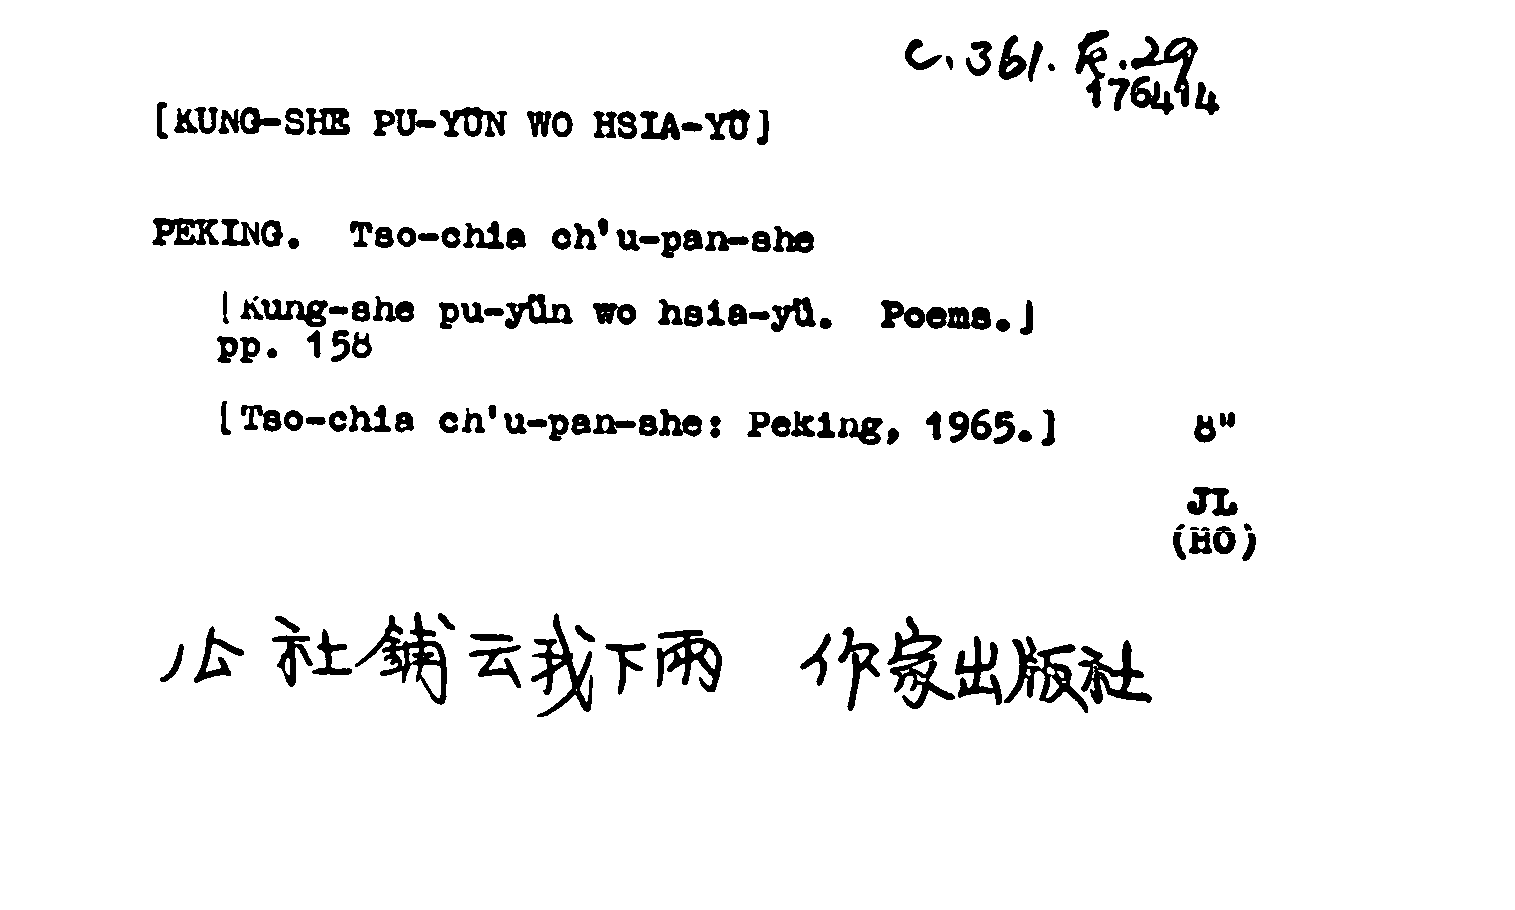 C.361.k.29
176414
[KUNG-SHE PU-YÜN WO HSIA-YÜ]
PEKING. Tso-chia ch'u-pan-she
[Kung-she pu-yün wo hsia-yü. Poems.]
pp. 158
[Tso-chia ch'u-pan-she: Peking, 1965.] 8"
JL
(HO)
公社鋪云我下雨 作家出版社